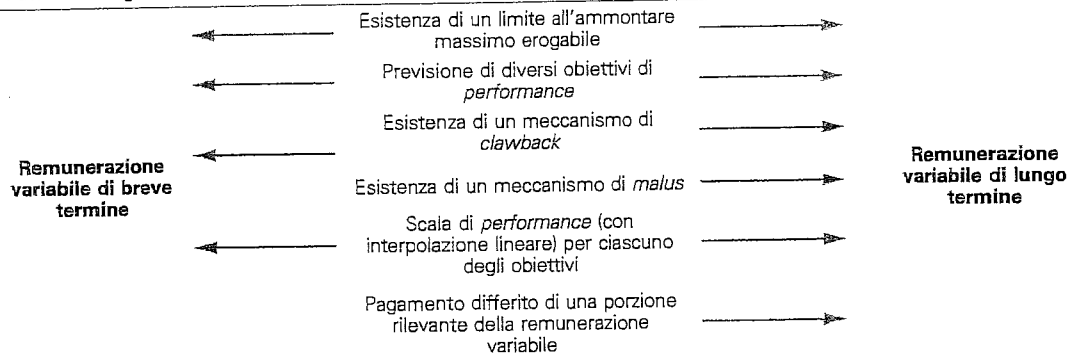 Esistenza di un limite all'ammontare
massimo erogabile
Previsione di diversi obiettivi di
performance
Esistenza di un meccanismo di
clawback
Remunerazione
variabile di breve
termine
Esistenza di un meccanismo di malus
Scala di performance (con
interpolazione lineare) per ciascuno
degli obiettivi
Pagamento differito di una porzione
rilevante della remunerazione
variabile
Remunerazione
variabile di lungo
termine